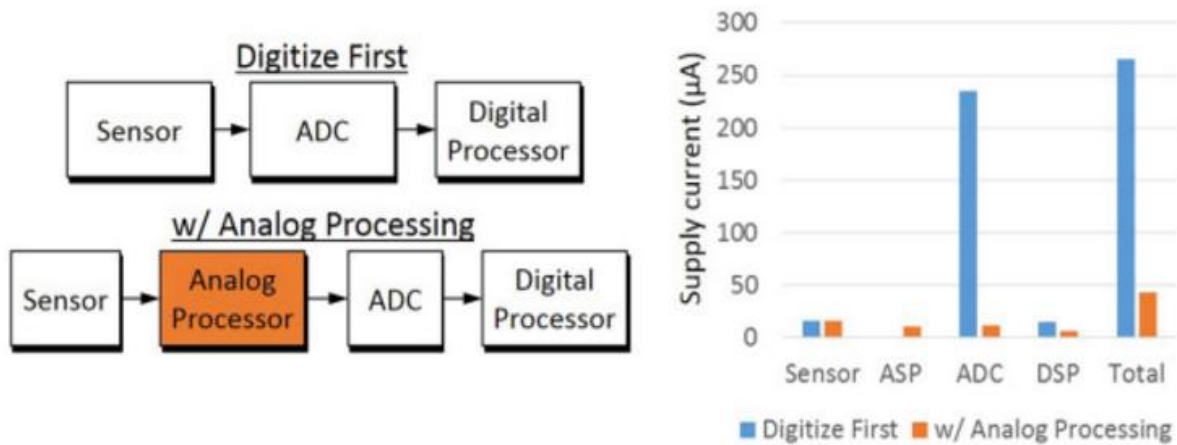 Digitize First
Sensor
ADC
Digital
Processor
w/ Analog Processing
Sensor
Analog
Processor
ADC
Digital
Processor
Supply current (μA)
300
250
200
150
100
50
0
Sensor ASP ADC DSP Total
Digitize First w/ Analog Processing